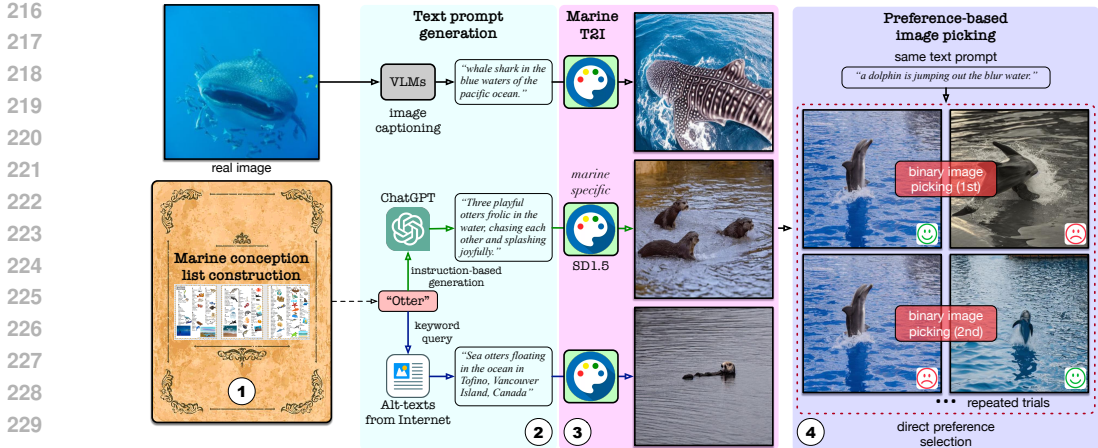 216
217
218
219
220
221
222
223
224
225
226
227
228
229
real image
Marine conception
list construction
1
Text prompt
generation
VLMs
image
captioning
“whale shark in the
blue waters of the
pacific ocean.”
ChatGPT
“Three playful
otters frolic in the
water, chasing each
other and splashing
joyfully.”
instruction-based
generation
“Otter”
keyword
query
Alt-texts
from Internet
“Sea otters floating
in the ocean in
Tofino, Vancouver
Island, Canada”
2
Marine
T2I
marine
specific
SD1.5
3
Preference-based
image picking
same text prompt
“a dolphin is jumping out the blur water.”
binary image
picking (1st)
binary image
picking (2nd)
••• repeated trials
direct preference
selection
4